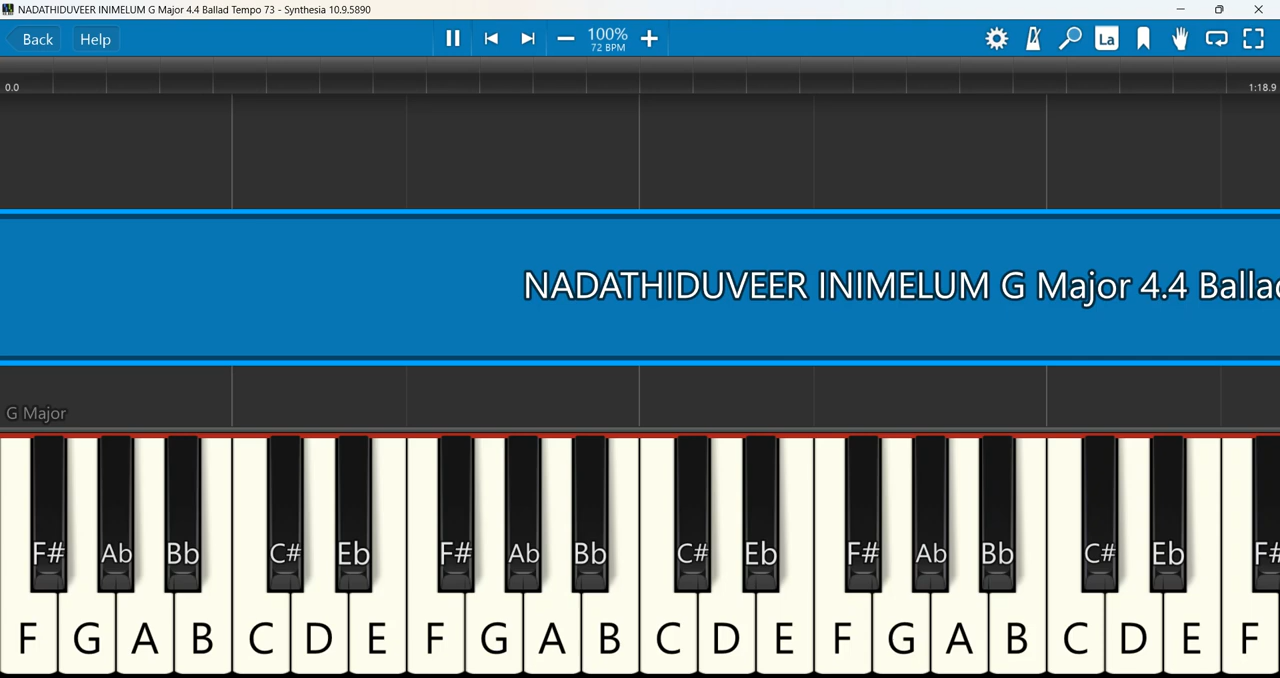 NADATHIDUVEER INIMELUM G Major 4.4 Ballad Tempo 73 - Synthesia 10.9.5890
Back Help 100% La
72 BPM
0.0 1:18.9
NADATHIDUVEER INIMELUM G Major 4.4 Ballad
G Major
F# Ab Bb C# Eb F# Ab Bb C# Eb F# Ab Bb C# Eb F#
F G A B C D E F G A B C D E F G A B C D E F